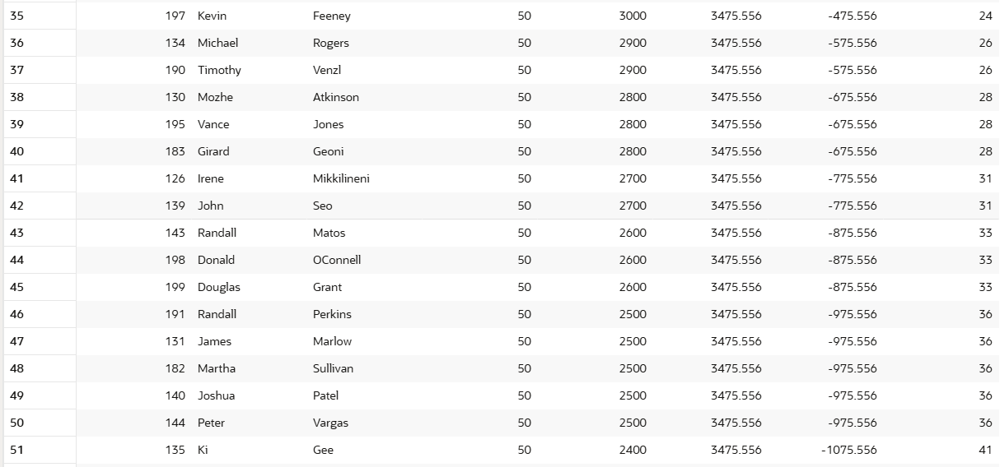 35 197 Kevin Feeney 50 3000 3475.556 -475.556 24
36 134 Michael Rogers 50 2900 3475.556 -575.556 26
37 190 Timothy Venzl 50 2900 3475.556 -575.556 26
38 130 Mozhe Atkinson 50 2800 3475.556 -675.556 28
39 195 Vance Jones 50 2800 3475.556 -675.556 28
40 183 Girard Geoni 50 2800 3475.556 -675.556 28
41 126 Irene Mikkilineni 50 2700 3475.556 -775.556 31
42 139 John Seo 50 2700 3475.556 -775.556 31
43 143 Randall Matos 50 2600 3475.556 -875.556 33
44 198 Donald OConnell 50 2600 3475.556 -875.556 33
45 199 Douglas Grant 50 2600 3475.556 -875.556 33
46 191 Randall Perkins 50 2500 3475.556 -975.556 36
47 131 James Marlow 50 2500 3475.556 -975.556 36
48 182 Martha Sullivan 50 2500 3475.556 -975.556 36
49 140 Joshua Patel 50 2500 3475.556 -975.556 36
50 144 Peter Vargas 50 2500 3475.556 -975.556 36
51 135 Ki Gee 50 2400 3475.556 -1075.556 41